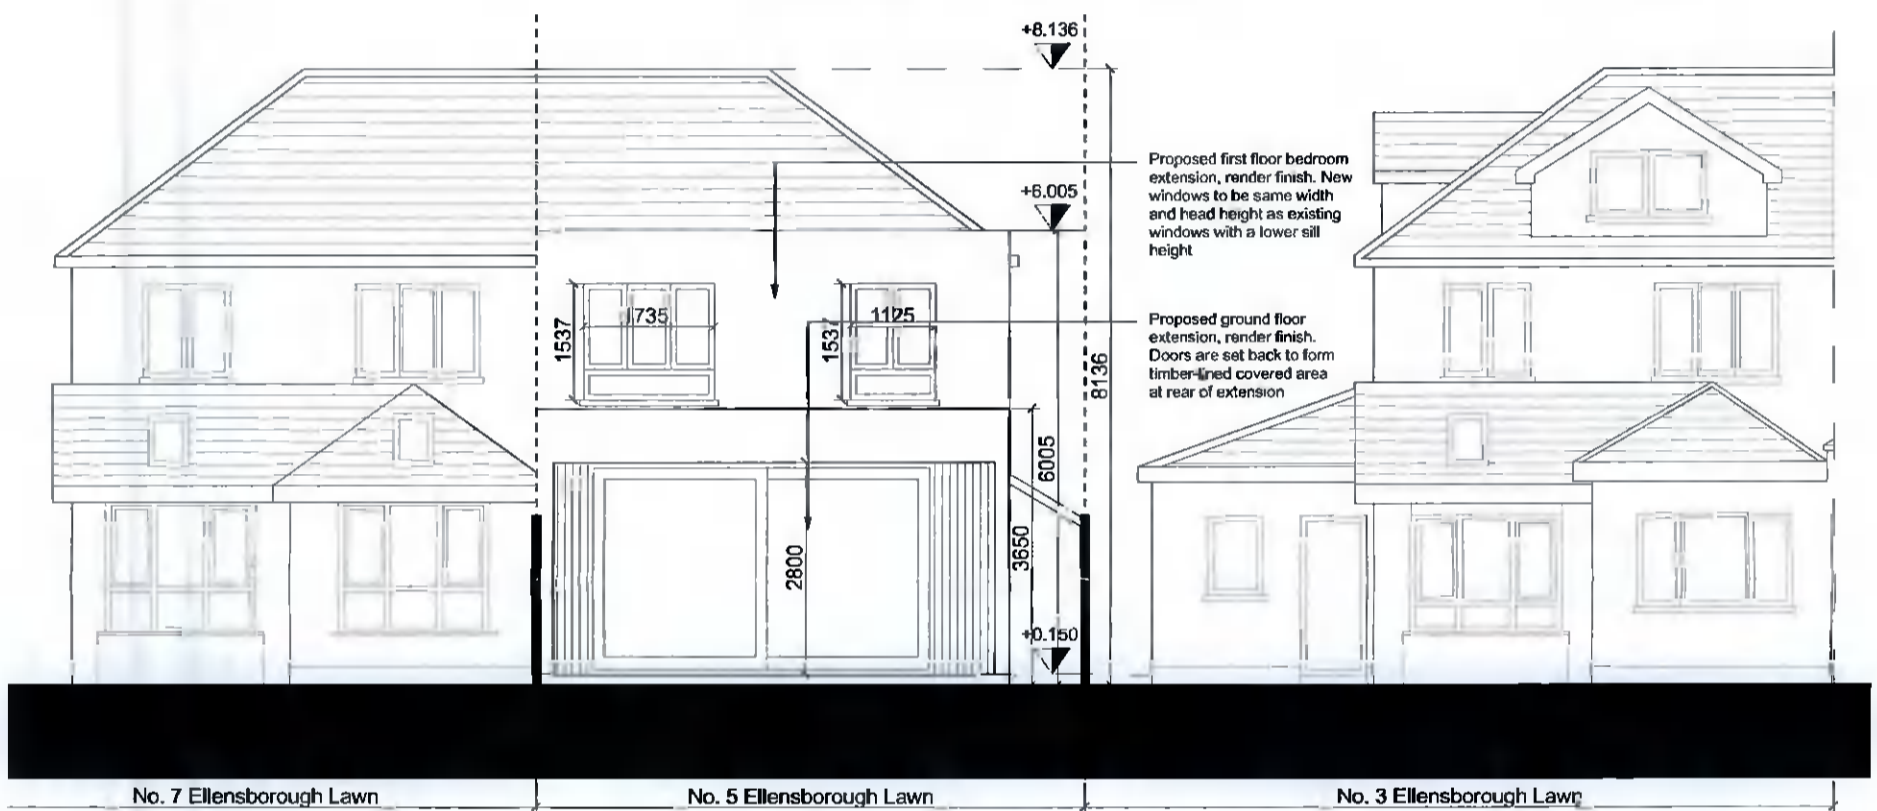 +8.136
Proposed first floor bedroom
extension, render finish. New
windows to be same width
and head height as existing
windows with a lower sill
height
+6.005
1537
1735
1537
1125
Proposed ground floor
extension, render finish.
Doors are set back to form
timber-lined covered area
at rear of extension
8136
6005
3650
2800
+0.150
No. 7 Ellensborough Lawn
No. 5 Ellensborough Lawn
No. 3 Ellensborough Lawn